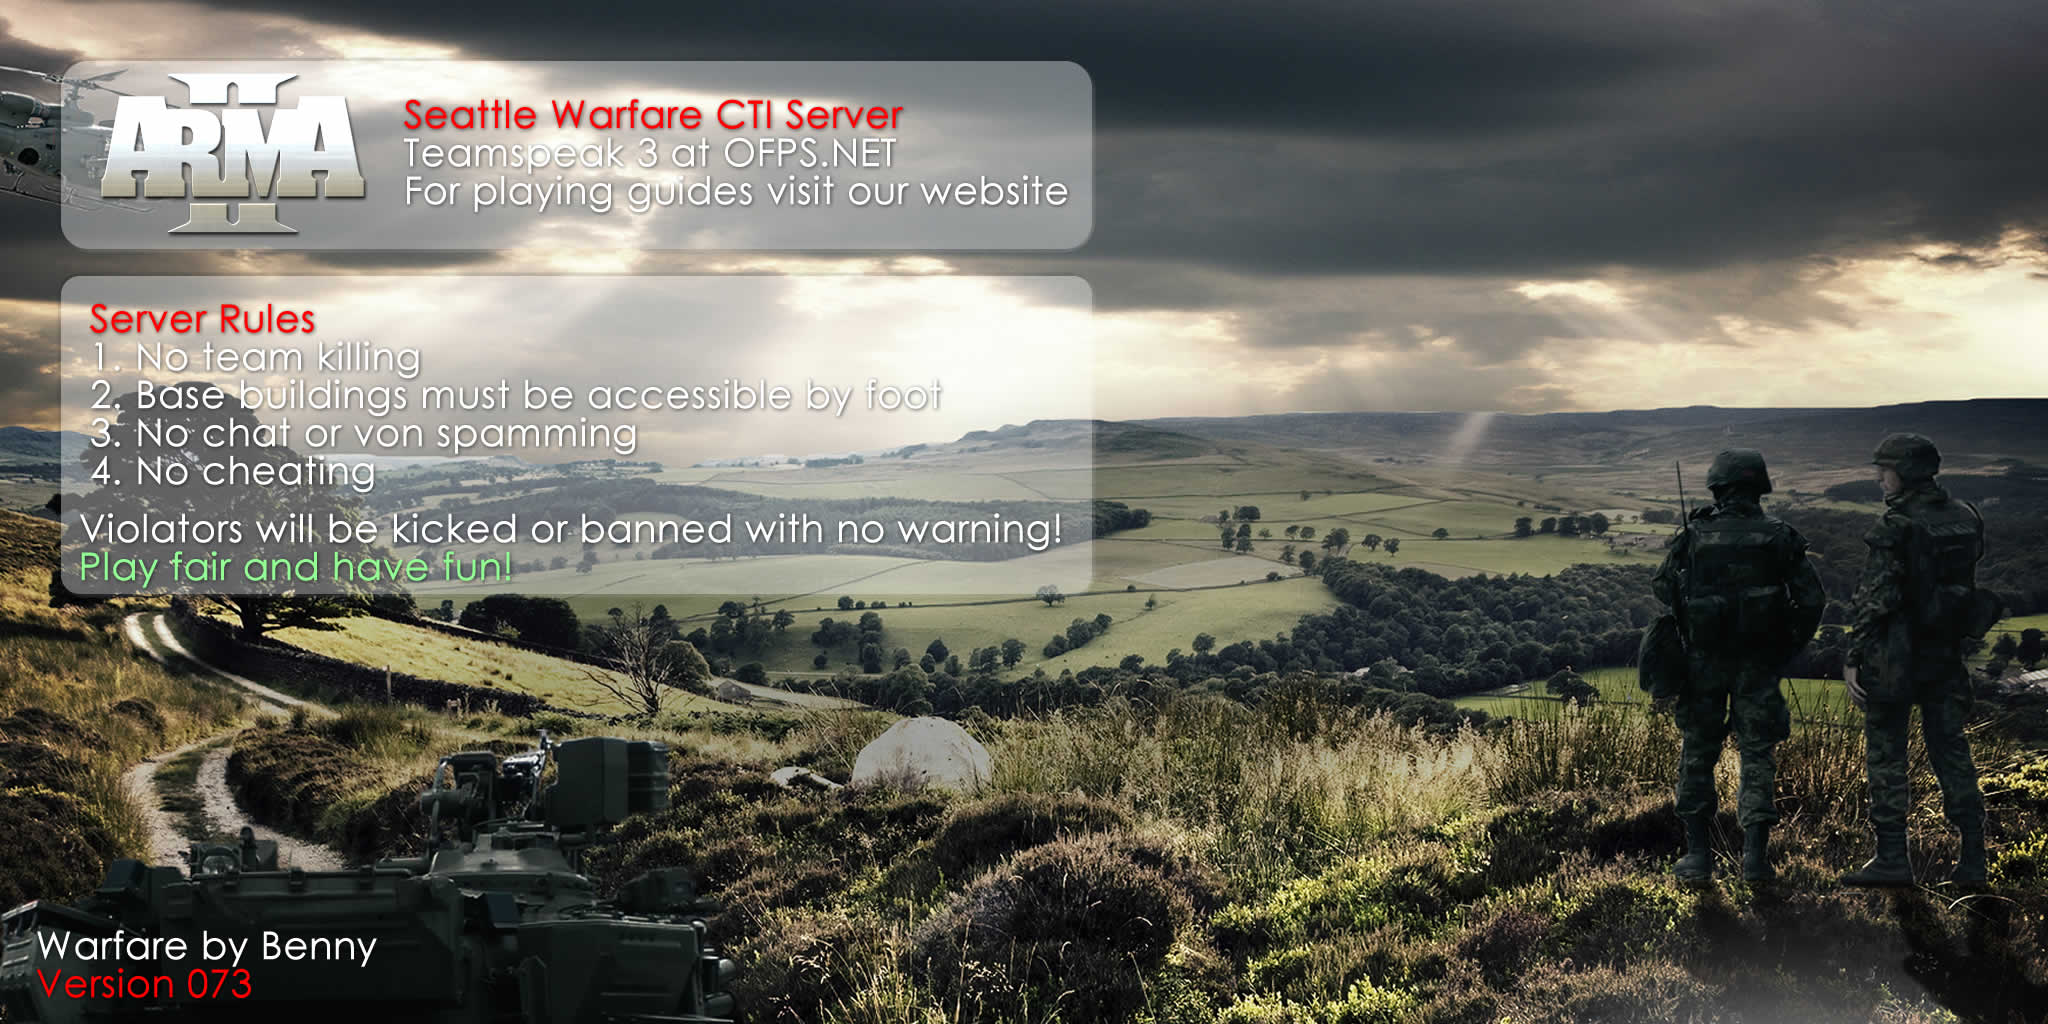 ARMA II
Seattle Warfare CTI Server
Teamspeak 3 at OFPS.NET
For playing guides visit our website
Server Rules
1. No team killing
2. Base buildings must be accessible by foot
3. No chat or von spamming
4. No cheating
Violators will be kicked or banned with no warning!
Play fair and have fun!
Warfare by Benny
Version 073